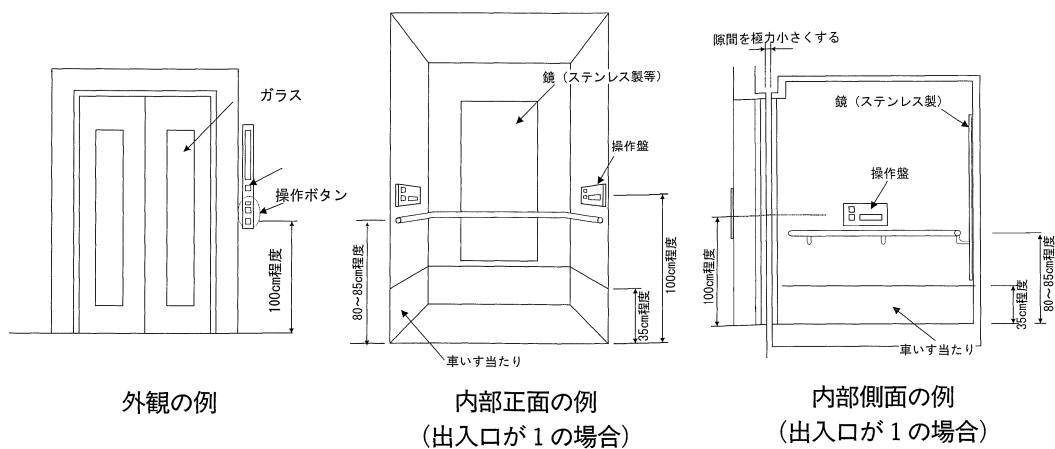 ガラス
操作ボタン
100cm程度
外観の例
鏡（ステンレス製等）
操作盤
80～85cm程度
35cm程度
100cm程度
車いす当たり
内部正面の例
（出入口が１の場合）
隙間を極力小さくする
鏡（ステンレス製）
操作盤
100cm程度
35cm程度
80～85cm程度
車いす当たり
内部側面の例
（出入口が１の場合）